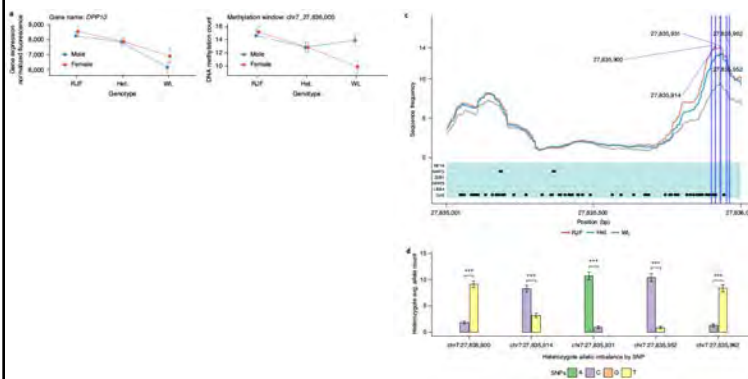 a
Gene name: DPP10
Gene expression
normalized fluorescence
9,000
8,000
7,000
6,000
Male
Female
RJF
Het.
WL
Genotype
Methylation window: chr7_27,835,005
DNA methylation count
16
14
12
10
Male
Female
RJF
Het.
WL
Genotype
c
27,835,931
27,835,962
27,835,900
27,835,952
27,835,914
Sequence frequency
14
10
27,835,001
27,835,500
27,836,0
Position (bp)
RJF
Het.
WL
d
Heterozygote avg. allele count
15
10
5
0
***
***
***
***
***
chr7:27,835,900
chr7:27,835,914
chr7:27,835,931
chr7:27,835,952
chr7:27,835,962
Heterozygote allelic imbalance by SNP
SNPs
A
C
G
T